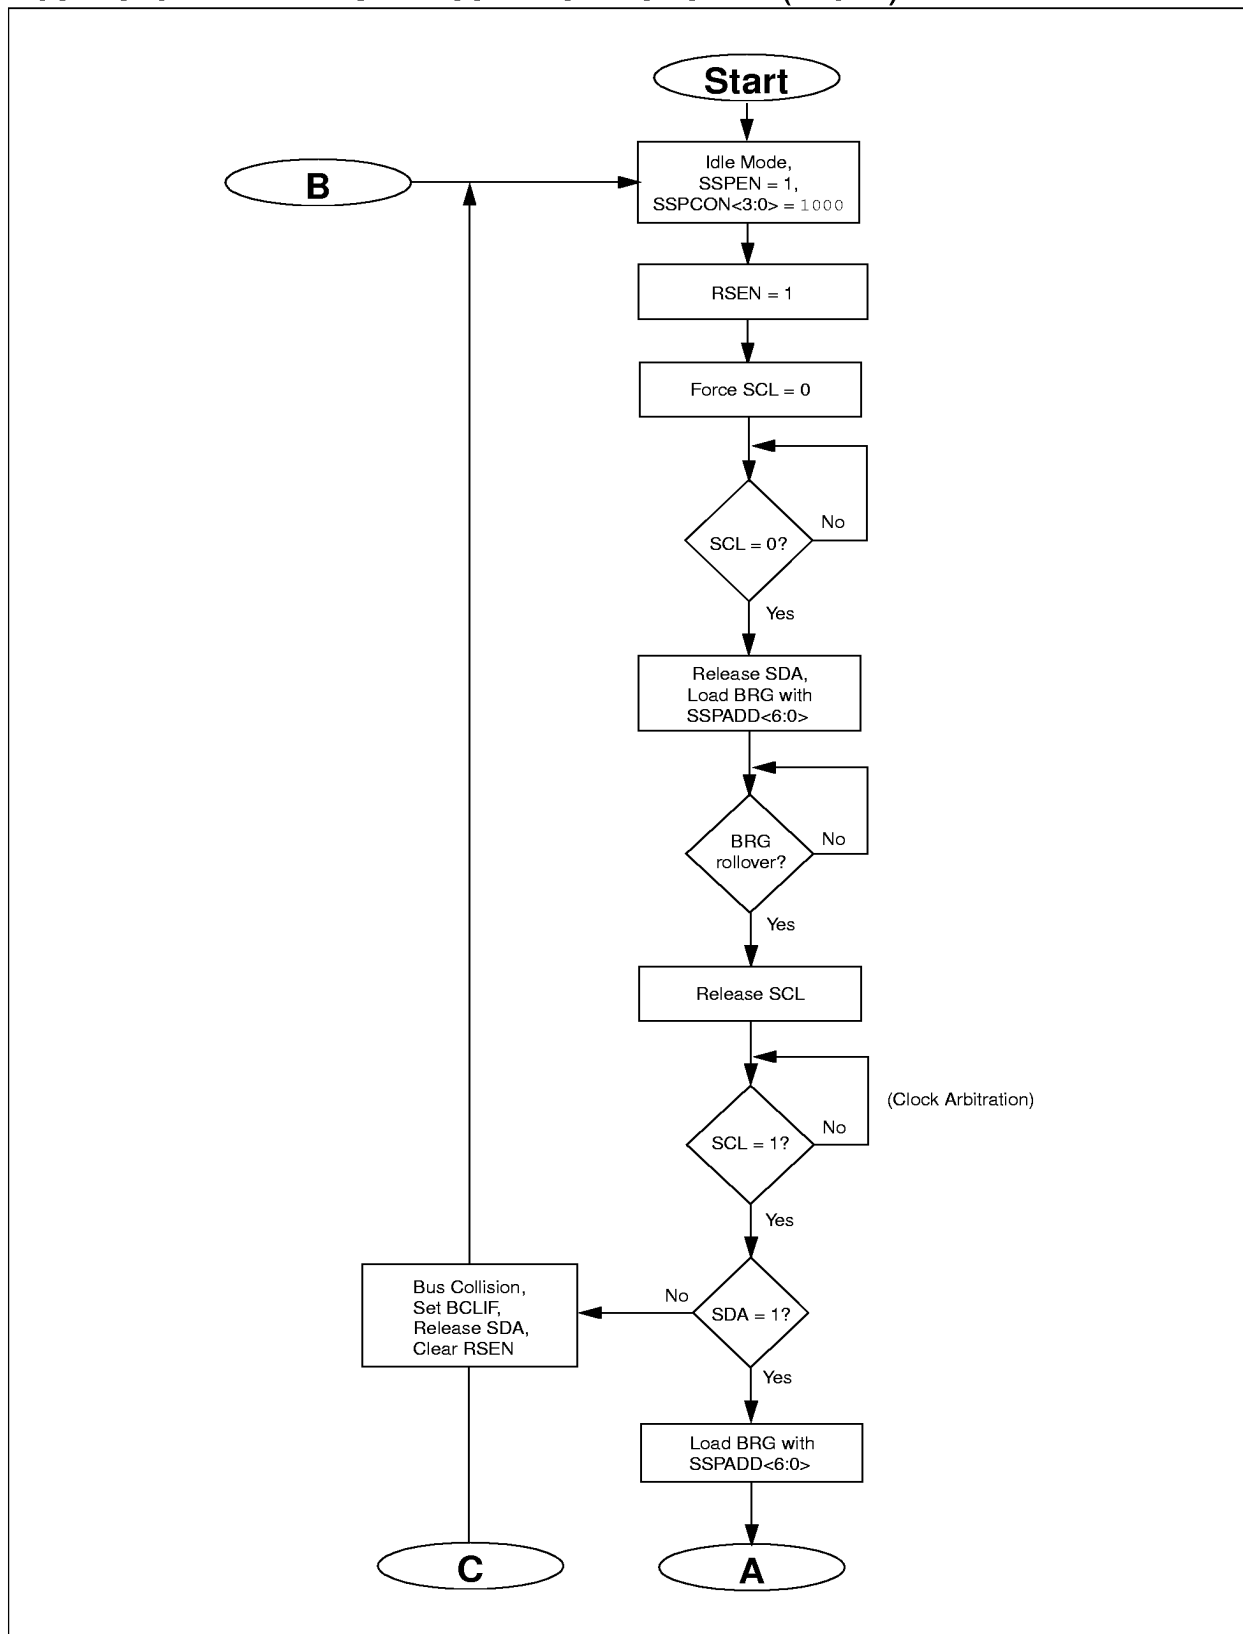 Start
B
Idle Mode,
SSPEN = 1,
SSPCON<3:0> = 1000
RSEN = 1
Force SCL = 0
SCL = 0?
No
Yes
Release SDA,
Load BRG with
SSPADD<6:0>
BRG
rollover?
No
Yes
Release SCL
(Clock Arbitration)
SCL = 1?
No
Yes
Bus Collision,
Set BCLIF,
Release SDA,
Clear RSEN
No
SDA = 1?
Yes
Load BRG with
SSPADD<6:0>
C
A